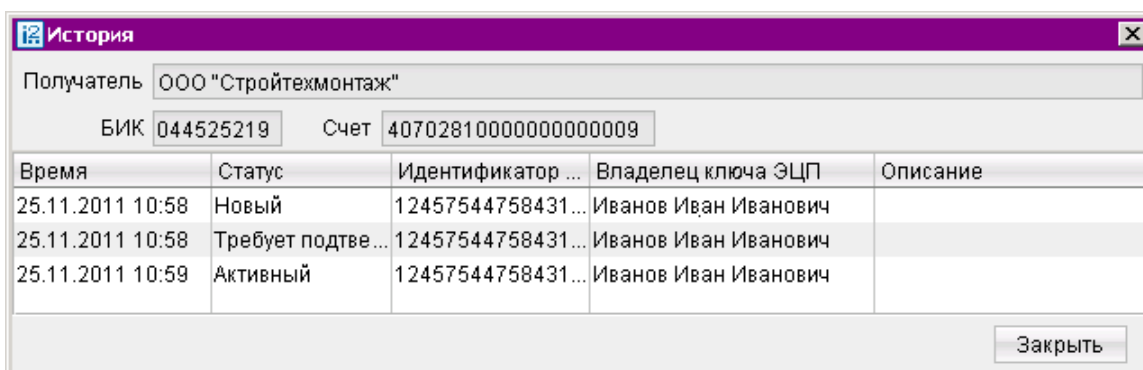 История
Получатель ООО "Стройтехмонтаж"
БИК 044525219 Счет 40702810000000000009
Время Статус Идентификатор ... Владелец ключа ЭЦП Описание
25.11.2011 10:58 Новый 12457544758431... Иванов Иван Иванович
25.11.2011 10:58 Требует подтве... 12457544758431... Иванов Иван Иванович
25.11.2011 10:59 Активный 12457544758431... Иванов Иван Иванович
Закрыть